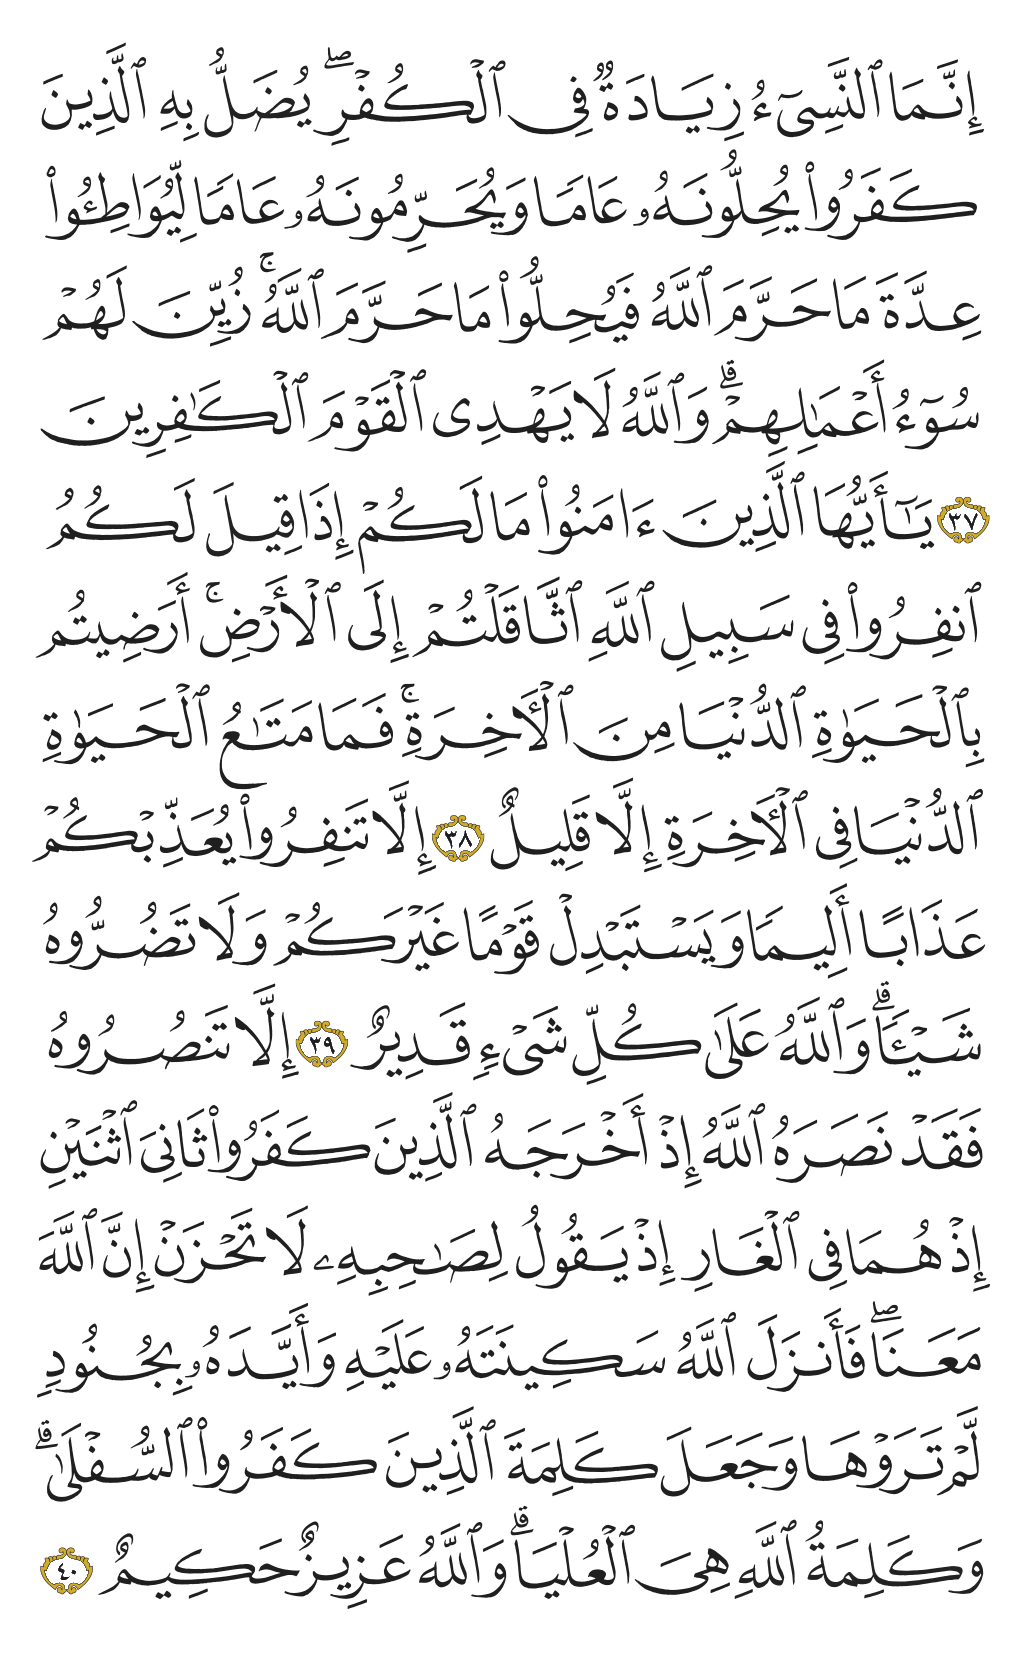 إِنَّمَا ٱلنَّسِىٓءُ زِيَادَةٌ فِى ٱلْكُفْرِ ۖ يُضَلُّ بِهِ ٱلَّذِينَ
كَفَرُوا۟ يُحِلُّونَهُۥ عَامًا وَيُحَرِّمُونَهُۥ عَامًا لِّيُوَاطِـُٔوا۟
عِدَّةَ مَا حَرَّمَ ٱللَّهُ فَيُحِلُّوا۟ مَا حَرَّمَ ٱللَّهُ ۚ زُيِّنَ لَهُمْ
سُوٓءُ أَعْمَـٰلِهِمْ ۗ وَٱللَّهُ لَا يَهْدِى ٱلْقَوْمَ ٱلْكَـٰفِرِينَ
٣٧ يَـٰٓأَيُّهَا ٱلَّذِينَ ءَامَنُوا۟ مَا لَكُمْ إِذَا قِيلَ لَكُمُ
ٱنفِرُوا۟ فِى سَبِيلِ ٱللَّهِ ٱثَّاقَلْتُمْ إِلَى ٱلْأَرْضِ ۚ أَرَضِيتُم
بِٱلْحَيَوٰةِ ٱلدُّنْيَا مِنَ ٱلْـَٔاخِرَةِ ۚ فَمَا مَتَـٰعُ ٱلْحَيَوٰةِ
ٱلدُّنْيَا فِى ٱلْـَٔاخِرَةِ إِلَّا قَلِيلٌ ٣٨ إِلَّا تَنفِرُوا۟ يُعَذِّبْكُمْ
عَذَابًا أَلِيمًا وَيَسْتَبْدِلْ قَوْمًا غَيْرَكُمْ وَلَا تَضُرُّوهُ
شَيْـًٔا ۗ وَٱللَّهُ عَلَىٰ كُلِّ شَىْءٍ قَدِيرٌ ٣٩ إِلَّا تَنصُرُوهُ
فَقَدْ نَصَرَهُ ٱللَّهُ إِذْ أَخْرَجَهُ ٱلَّذِينَ كَفَرُوا۟ ثَانِىَ ٱثْنَيْنِ
إِذْ هُمَا فِى ٱلْغَارِ إِذْ يَقُولُ لِصَـٰحِبِهِۦ لَا تَحْزَنْ إِنَّ ٱللَّهَ
مَعَنَا ۖ فَأَنزَلَ ٱللَّهُ سَكِينَتَهُۥ عَلَيْهِ وَأَيَّدَهُۥ بِجُنُودٍ
لَّمْ تَرَوْهَا وَجَعَلَ كَلِمَةَ ٱلَّذِينَ كَفَرُوا۟ ٱلسُّفْلَىٰ ۗ
وَكَلِمَةُ ٱللَّهِ هِىَ ٱلْعُلْيَا ۗ وَٱللَّهُ عَزِيزٌ حَكِيمٌ ٤٠